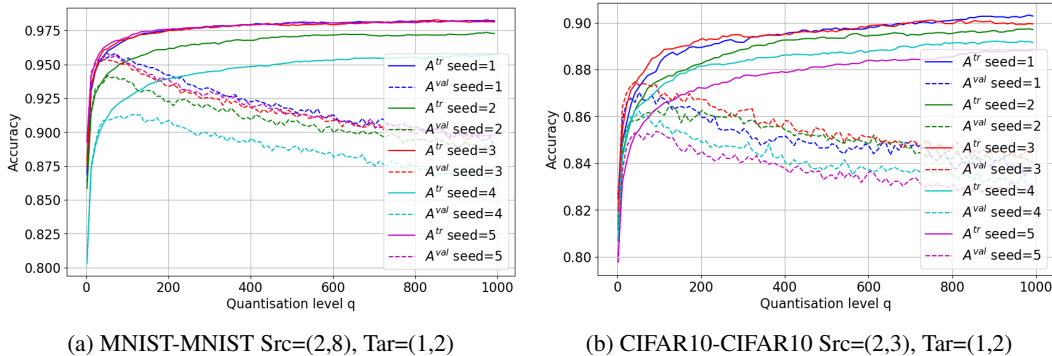 0.975
0.950
0.925
0.900
0.875
0.850
0.825
0.800
Accuracy
0 200 400 600 800 1000
Quantisation level q
A^tr seed=1
A^val seed=1
A^tr seed=2
A^val seed=2
A^tr seed=3
A^val seed=3
A^tr seed=4
A^val seed=4
A^tr seed=5
A^val seed=5
(a) MNIST-MNIST Src=(2,8), Tar=(1,2)
0.90
0.88
0.86
0.84
0.82
0.80
Accuracy
0 200 400 600 800 1000
Quantisation level q
A^tr seed=1
A^val seed=1
A^tr seed=2
A^val seed=2
A^tr seed=3
A^val seed=3
A^tr seed=4
A^val seed=4
A^tr seed=5
A^val seed=5
(b) CIFAR10-CIFAR10 Src=(2,3), Tar=(1,2)